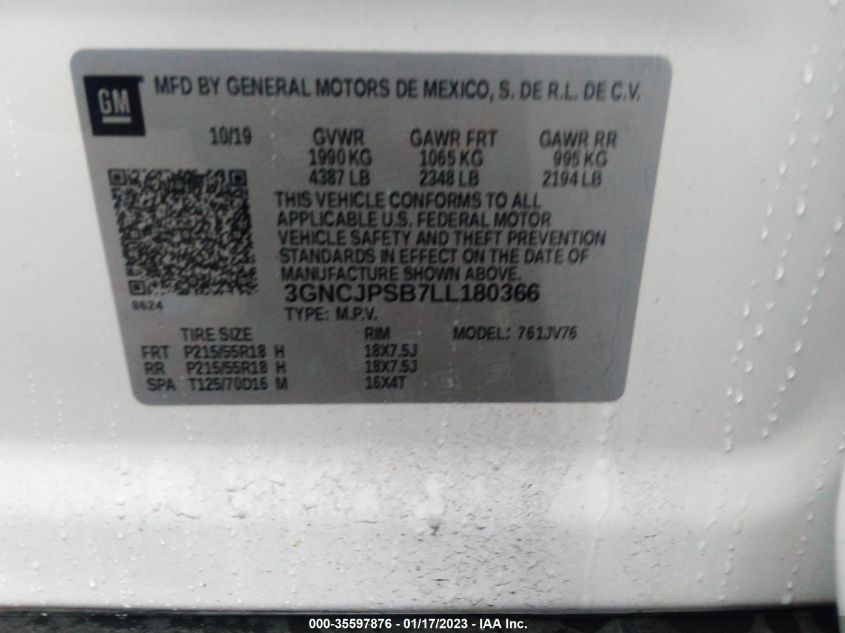 GM
MFD BY GENERAL MOTORS DE MEXICO, S. DE R.L. DE C.V.
10/19 GVWR GAWR FRT GAWR RR
1990 KG 1065 KG 995 KG
4387 LB 2348 LB 2194 LB
THIS VEHICLE CONFORMS TO ALL
APPLICABLE U.S. FEDERAL MOTOR
VEHICLE SAFETY AND THEFT PREVENTION
STANDARDS IN EFFECT ON THE DATE OF
MANUFACTURE SHOWN ABOVE.
3GNCJPSB7LL180366
8624
TYPE: M.P.V.
TIRE SIZE RIM MODEL: 761JV76
FRT P215/55R18 H 18X7.5J
RR P215/55R18 H 18X7.5J
SPA T125/70D16 M 16X4T
000-35597876 - 01/17/2023 - © IAA, Inc.